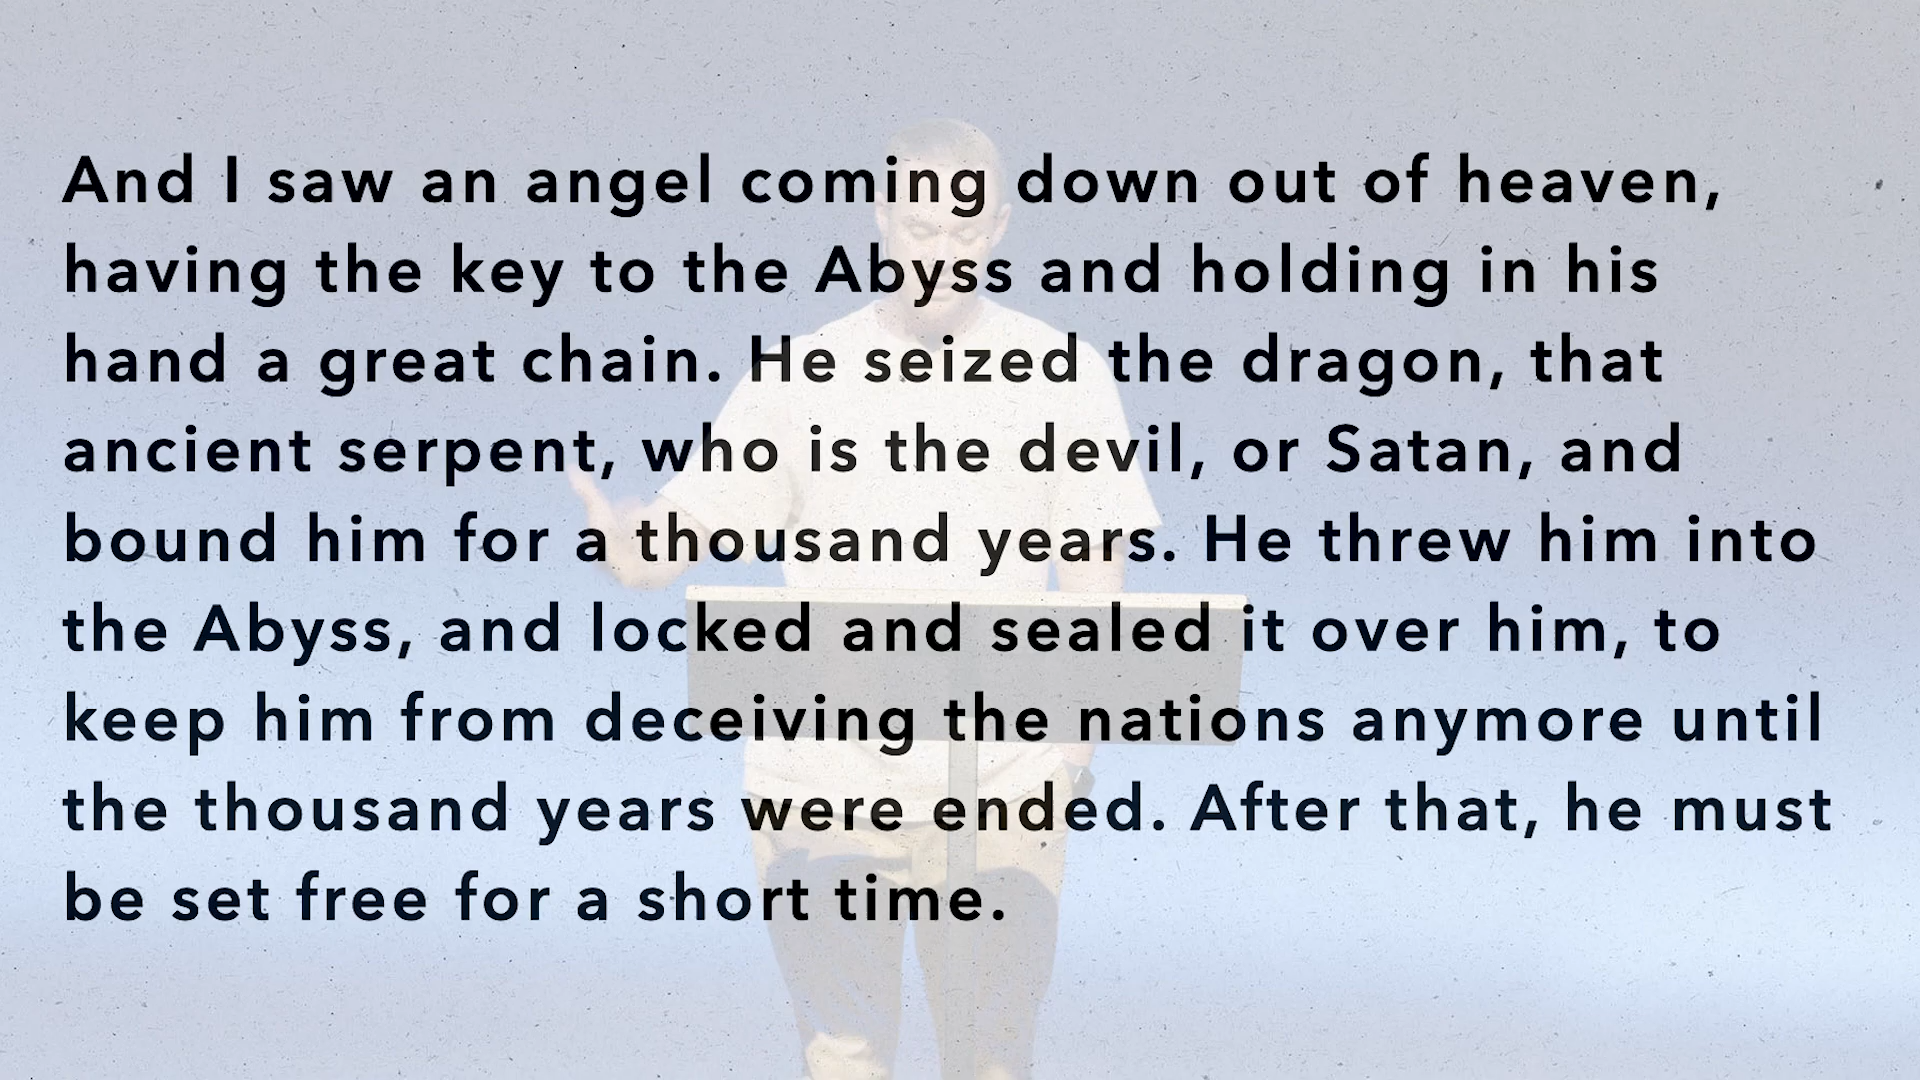 And I saw an angel coming down out of heaven,
having the key to the Abyss and holding in his
hand a great chain. He seized the dragon, that
ancient serpent, who is the devil, or Satan, and
bound him for a thousand years. He threw him into
the Abyss, and locked and sealed it over him, to
keep him from deceiving the nations anymore until
the thousand years were ended. After that, he must
be set free for a short time.